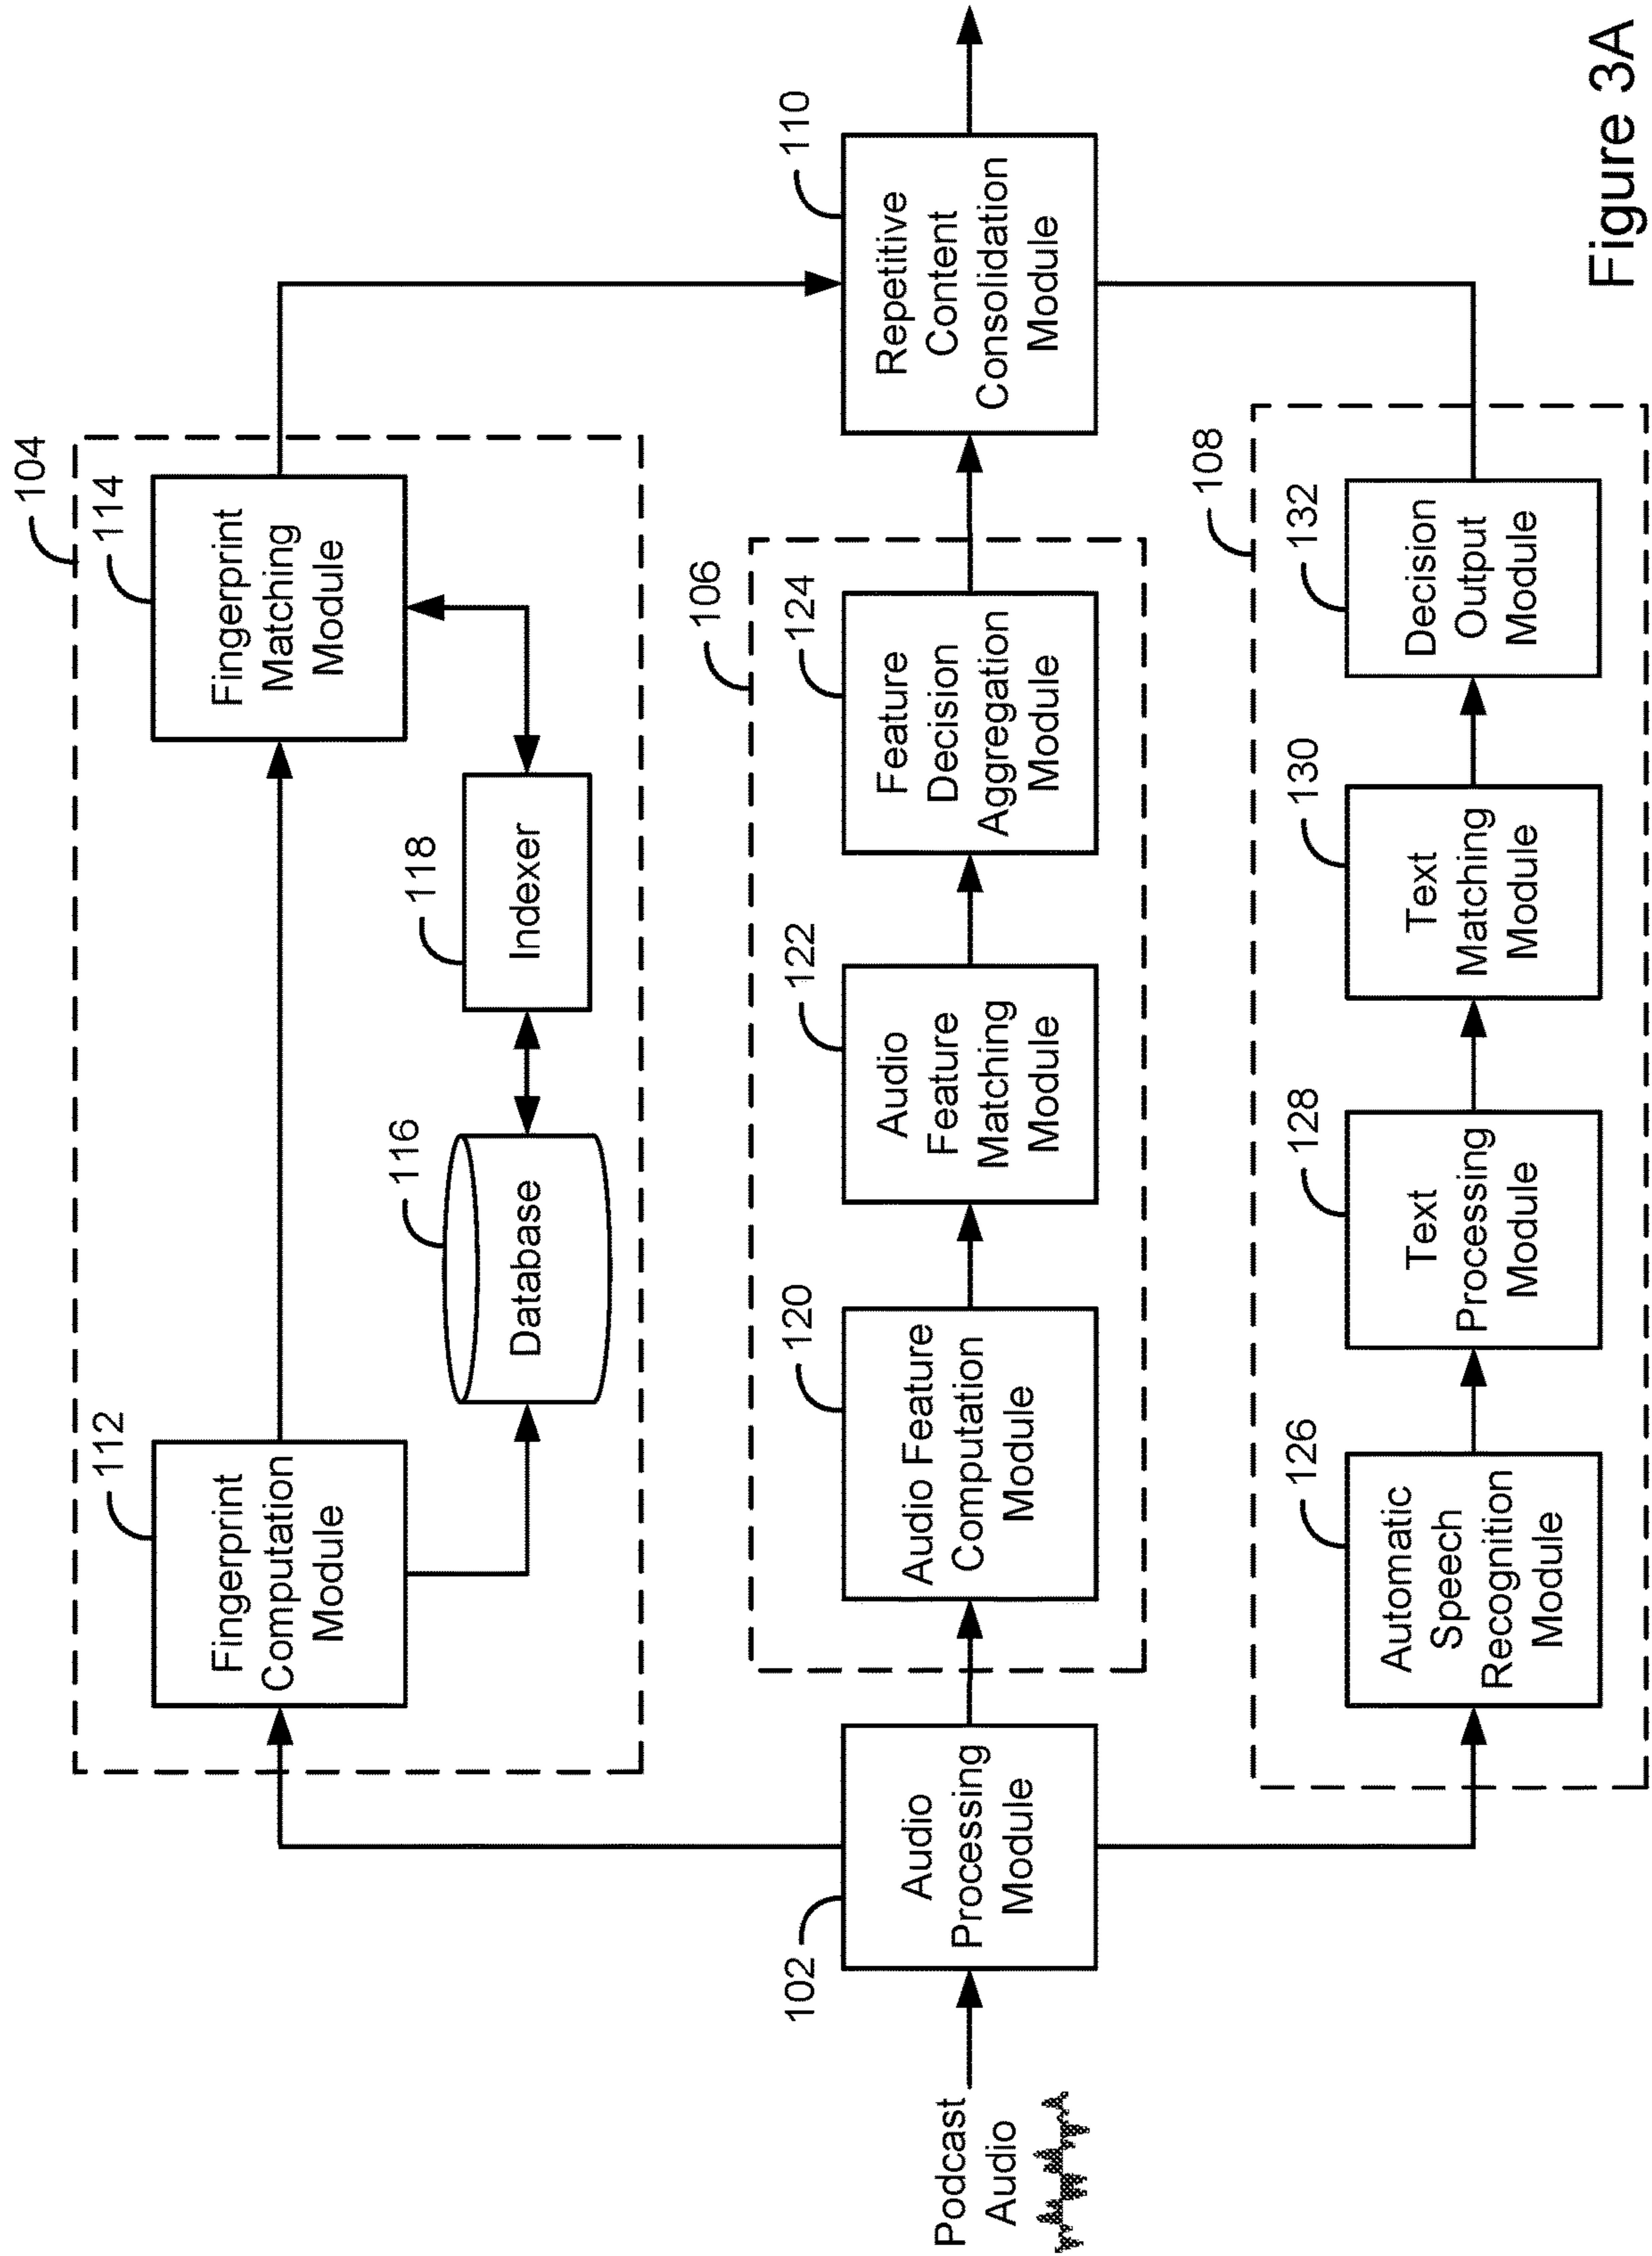 104
112
Fingerprint
Computation
Module
114
Fingerprint
Matching
Module
116
Database
118
Indexer
106
Podcast
Audio
102
Audio
Processing
Module
120
Audio Feature
Computation
Module
122
Audio
Feature
Matching
Module
124
Feature
Decision
Aggregation
Module
110
Repetitive
Content
Consolidation
Module
108
126
Automatic
Speech
Recognition
Module
128
Text
Processing
Module
130
Text
Matching
Module
132
Decision
Output
Module
Figure 3A